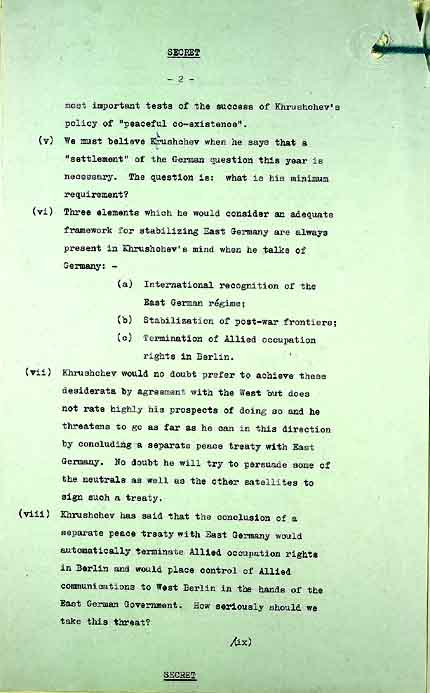 SECRET
- 2 -
most important tests of the success of Khrushchev's
policy of "peaceful co-existence".
(v) We must believe Krushchev when he says that a
"settlement" of the German question this year is
necessary. The question is: what is his minimum
requirement?
(vi) Three elements which he would consider an adequate
framework for stabilizing East Germany are always
present in Khrushchev's mind when he talks of
Germany: -
(a) International recognition of the
East German régime;
(b) Stabilization of post-war frontiers;
(c) Termination of Allied occupation
rights in Berlin.
(vii) Khrushchev would no doubt prefer to achieve these
desiderata by agreement with the West but does
not rate highly his prospects of doing so and he
threatens to go as far as he can in this direction
by concluding a separate peace treaty with East
Germany. No doubt he will try to persuade some of
the neutrals as well as the other satellites to
sign such a treaty.
(viii) Khrushchev has said that the conclusion of a
separate peace treaty with East Germany would
automatically terminate Allied occupation rights
in Berlin and would place control of Allied
communications to West Berlin in the hands of the
East German Government. How seriously should we
take this threat?
/ix)
SECRET